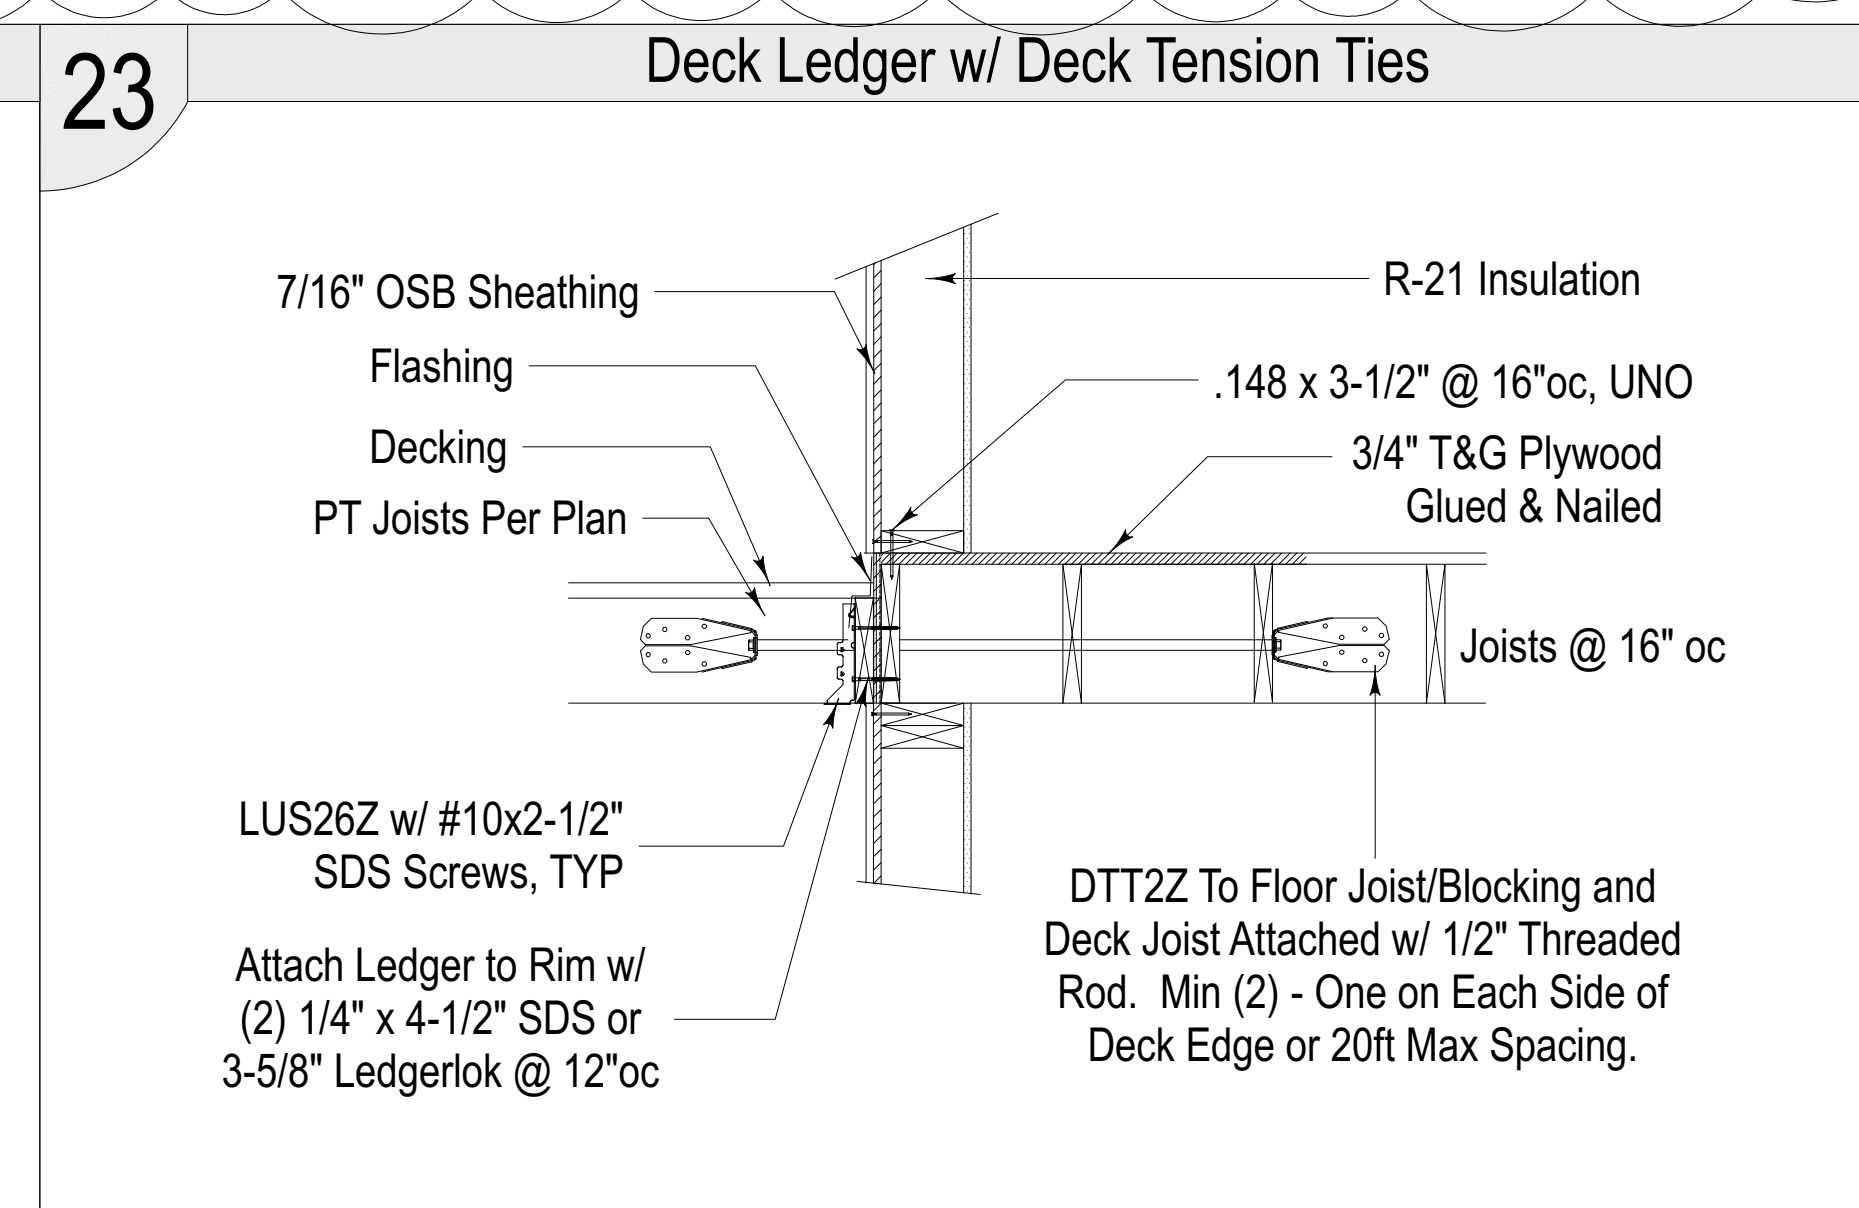 23
Deck Ledger w/ Deck Tension Ties
7/16" OSB Sheathing
Flashing
Decking
PT Joists Per Plan
R-21 Insulation
.148 x 3-1/2" @ 16"oc, UNO
3/4" T&G Plywood
Glued & Nailed
Joists @ 16" oc
LUS26Z w/ #10x2-1/2"
SDS Screws, TYP
Attach Ledger to Rim w/
(2) 1/4" x 4-1/2" SDS or
3-5/8" Ledgerlok @ 12"oc
DTT2Z To Floor Joist/Blocking and
Deck Joist Attached w/ 1/2" Threaded
Rod.  Min (2) - One on Each Side of
Deck Edge or 20ft Max Spacing.